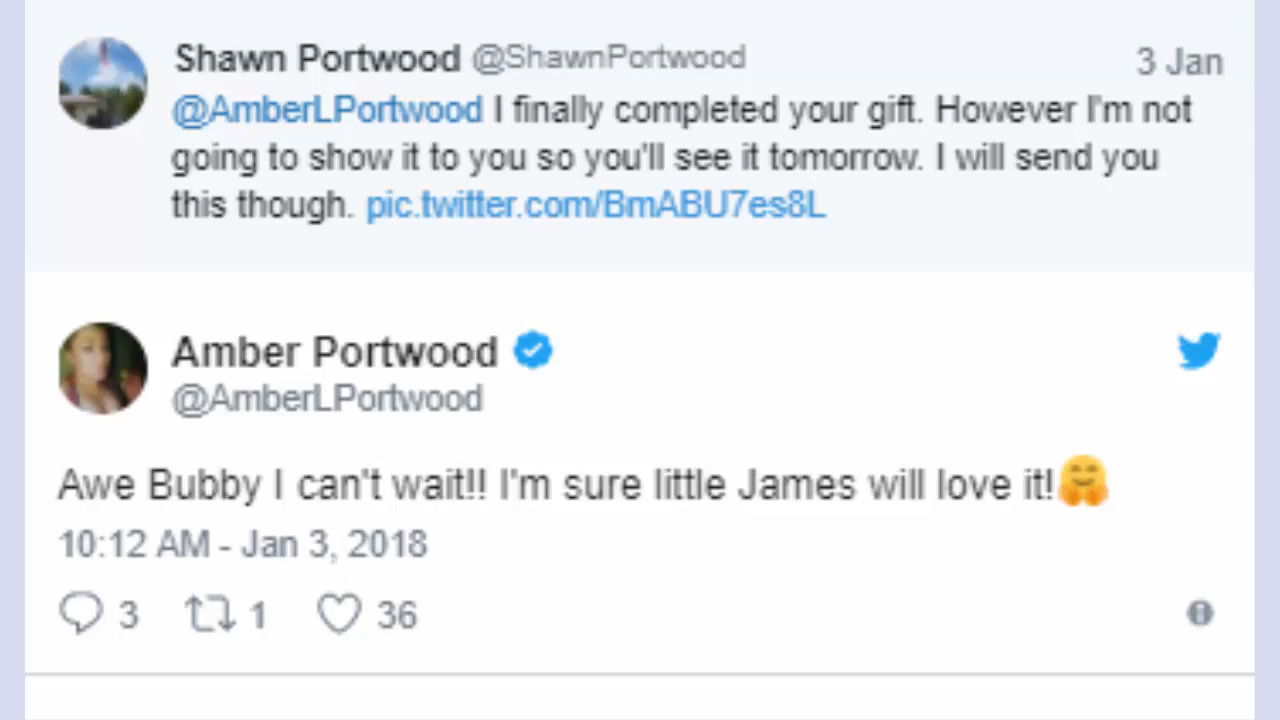 Shawn Portwood @ShawnPortwood 3 Jan
@AmberLPortwood I finally completed your gift. However I'm not
going to show it to you so you'll see it tomorrow. I will send you
this though. pic.twitter.com/BmABU7es8L
Amber Portwood
@AmberLPortwood
Awe Bubby I can't wait!! I'm sure little James will love it!🤗
10:12 AM - Jan 3, 2018
3 1 36